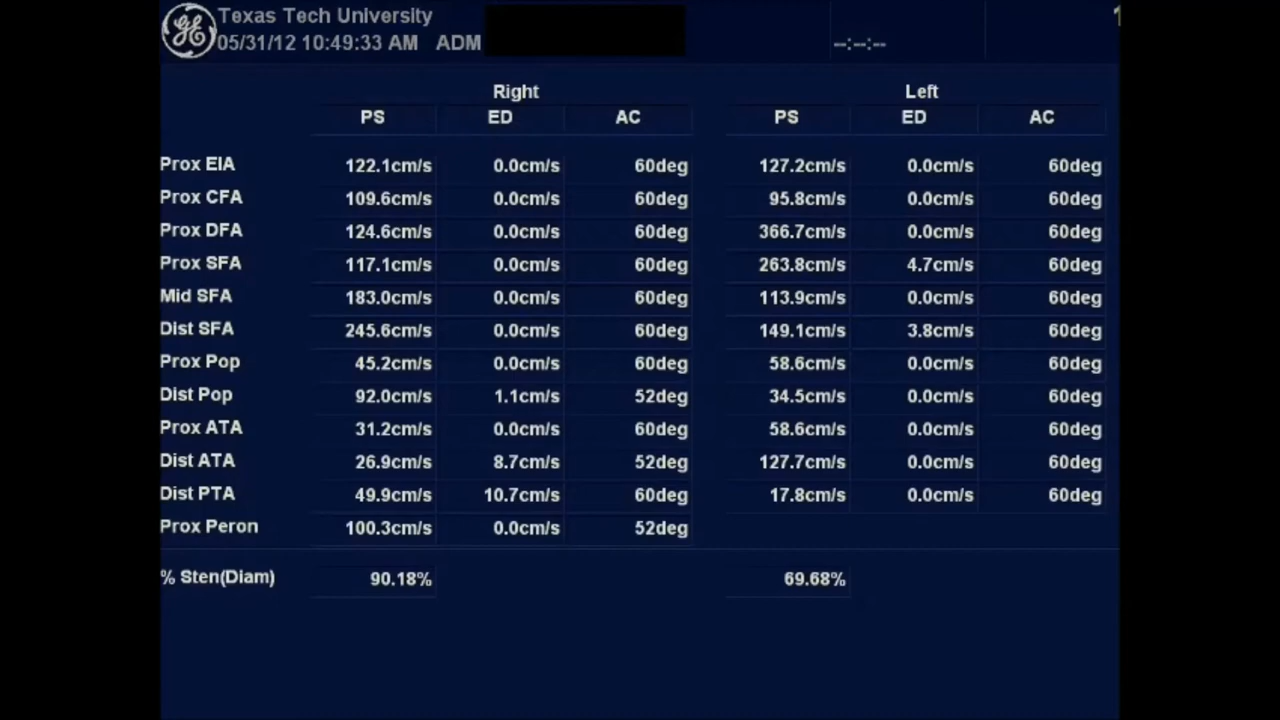 Texas Tech University
05/31/12 10:49:33 AM ADM --:--:--
1
Right Left
PS ED AC PS ED AC
Prox EIA 122.1cm/s 0.0cm/s 60deg 127.2cm/s 0.0cm/s 60deg
Prox CFA 109.6cm/s 0.0cm/s 60deg 95.8cm/s 0.0cm/s 60deg
Prox DFA 124.6cm/s 0.0cm/s 60deg 366.7cm/s 0.0cm/s 60deg
Prox SFA 117.1cm/s 0.0cm/s 60deg 263.8cm/s 4.7cm/s 60deg
Mid SFA 183.0cm/s 0.0cm/s 60deg 113.9cm/s 0.0cm/s 60deg
Dist SFA 245.6cm/s 0.0cm/s 60deg 149.1cm/s 3.8cm/s 60deg
Prox Pop 45.2cm/s 0.0cm/s 60deg 58.6cm/s 0.0cm/s 60deg
Dist Pop 92.0cm/s 1.1cm/s 52deg 34.5cm/s 0.0cm/s 60deg
Prox ATA 31.2cm/s 0.0cm/s 60deg 58.6cm/s 0.0cm/s 60deg
Dist ATA 26.9cm/s 8.7cm/s 52deg 127.7cm/s 0.0cm/s 60deg
Dist PTA 49.9cm/s 10.7cm/s 60deg 17.8cm/s 0.0cm/s 60deg
Prox Peron 100.3cm/s 0.0cm/s 52deg
% Sten(Diam) 90.18% 69.68%